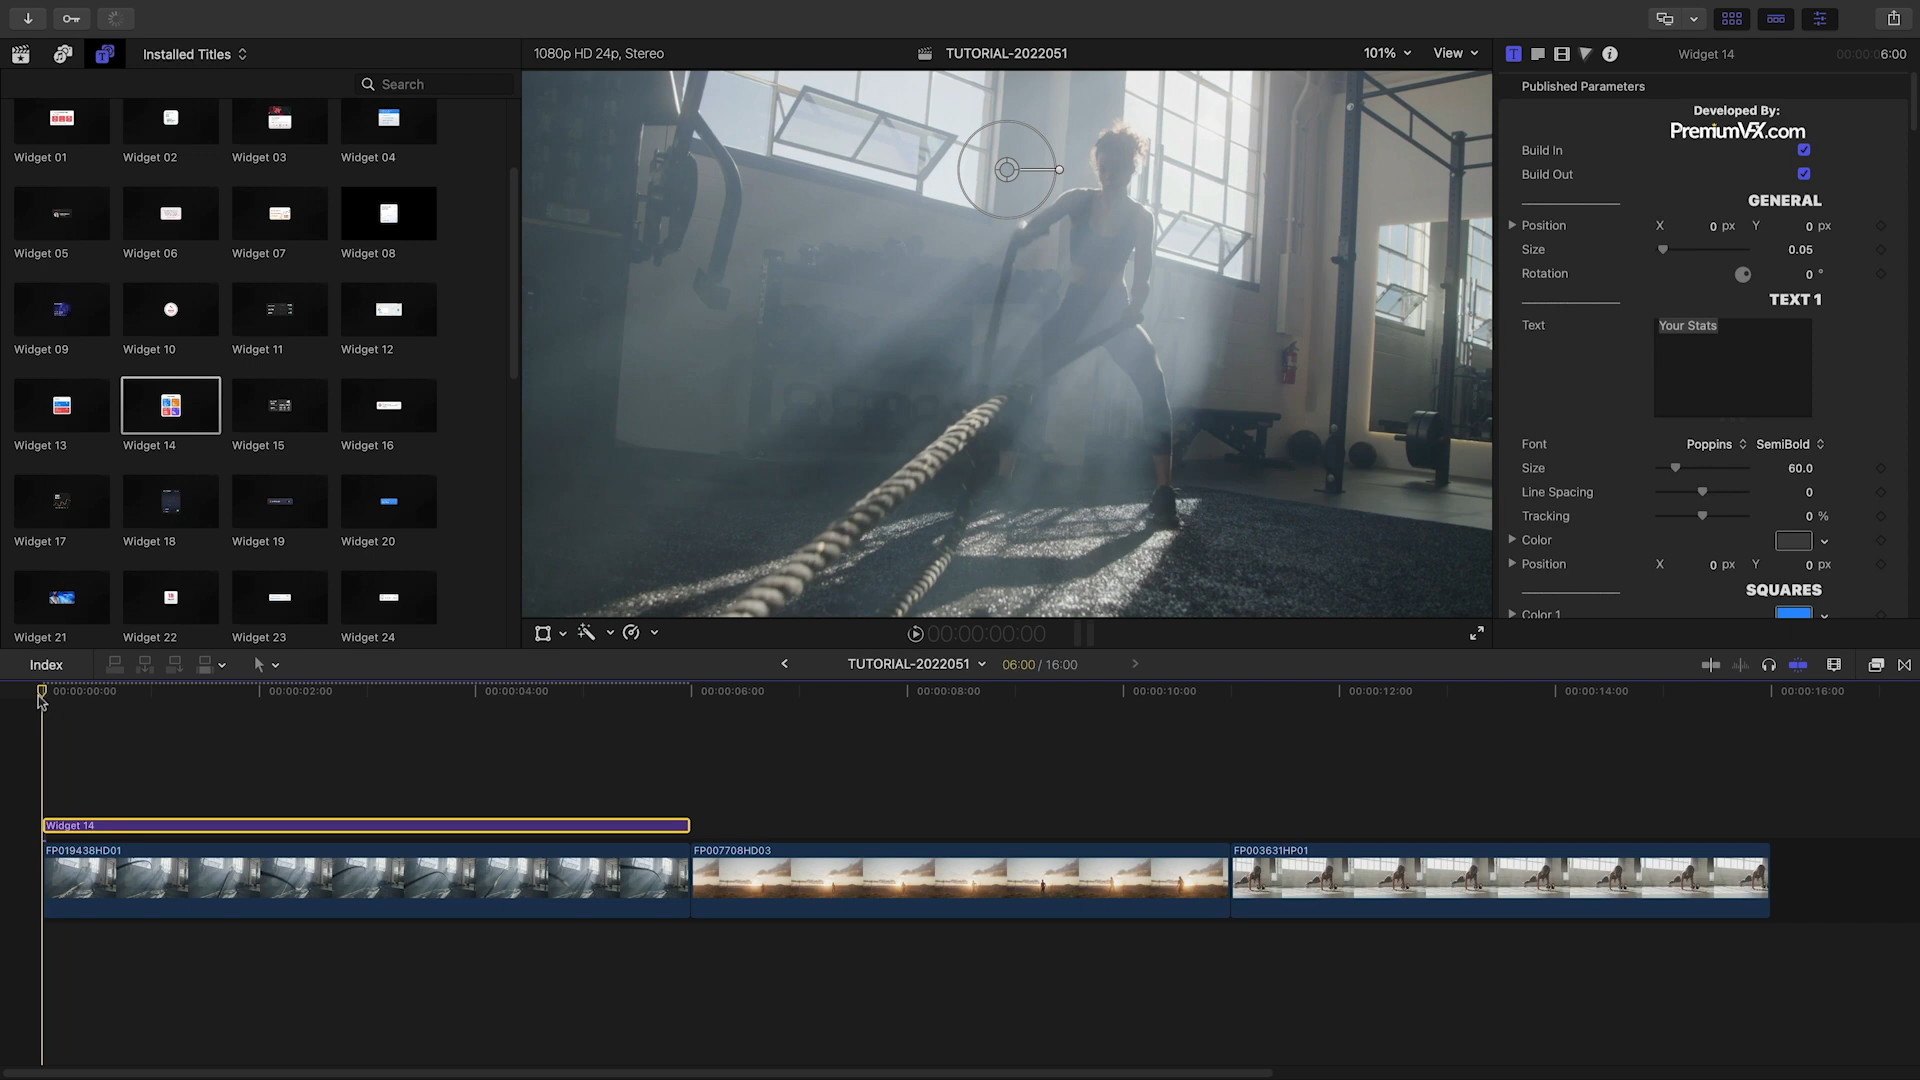 Installed Titles
1080p HD 24p, Stereo
TUTORIAL-2022051
101%
View
Widget 14
00:00:06:00
Search
Widget 01
Widget 02
Widget 03
Widget 04
Widget 05
Widget 06
Widget 07
Widget 08
Widget 09
Widget 10
Widget 11
Widget 12
Widget 13
Widget 14
Widget 15
Widget 16
Widget 17
Widget 18
Widget 19
Widget 20
Widget 21
Widget 22
Widget 23
Widget 24
Published Parameters
Developed By:
PremiumVFX.com
Build In
Build Out
GENERAL
Position X 0 px Y 0 px
Size 0.05
Rotation 0 °
TEXT 1
Text Your Stats
Font Poppins SemiBold
Size 60.0
Line Spacing 0
Tracking 0 %
Color
Position X 0 px Y 0 px
SQUARES
Color 1
00:00:00:00
Index
TUTORIAL-2022051
06:00 / 16:00
00:00:00:00
00:00:02:00
00:00:04:00
00:00:06:00
00:00:08:00
00:00:10:00
00:00:12:00
00:00:14:00
00:00:16:00
Widget 14
FP019438HD01
FP007708HD03
FP003631HP01